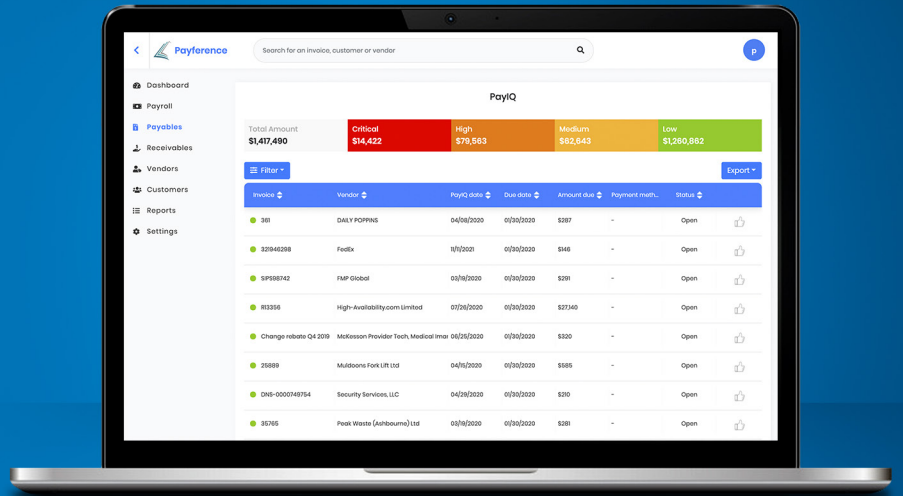 Payference
Search for an invoice, customer or vendor
p
Dashboard
Payroll
Payables
Receivables
Vendors
Customers
Reports
Settings
PayIQ
Total Amount
$1,417,490
Critical
$14,422
High
$79,563
Medium
$62,643
Low
$1,260,862
Filter
Export
Invoice Vendor PayIQ date Due date Amount due Payment meth... Status
361 DAILY POPPINS 04/08/2020 01/30/2020 $287 - Open
321946298 FedEx 11/11/2021 01/30/2020 $146 - Open
SIP598742 FMP Global 03/19/2020 01/30/2020 $291 - Open
R13356 High-Availability.com Limited 07/26/2020 01/30/2020 $27,140 - Open
Change rebate Q4 2019 McKesson Provider Tech, Medical Imar 06/25/2020 01/30/2020 $320 - Open
25889 Muldoons Fork Lift Ltd 04/15/2020 01/30/2020 $585 - Open
DNS-0000749754 Security Services, LLC 04/29/2020 01/30/2020 $210 - Open
35765 Peak Waste (Ashbourne) Ltd 03/19/2020 01/30/2020 $281 - Open